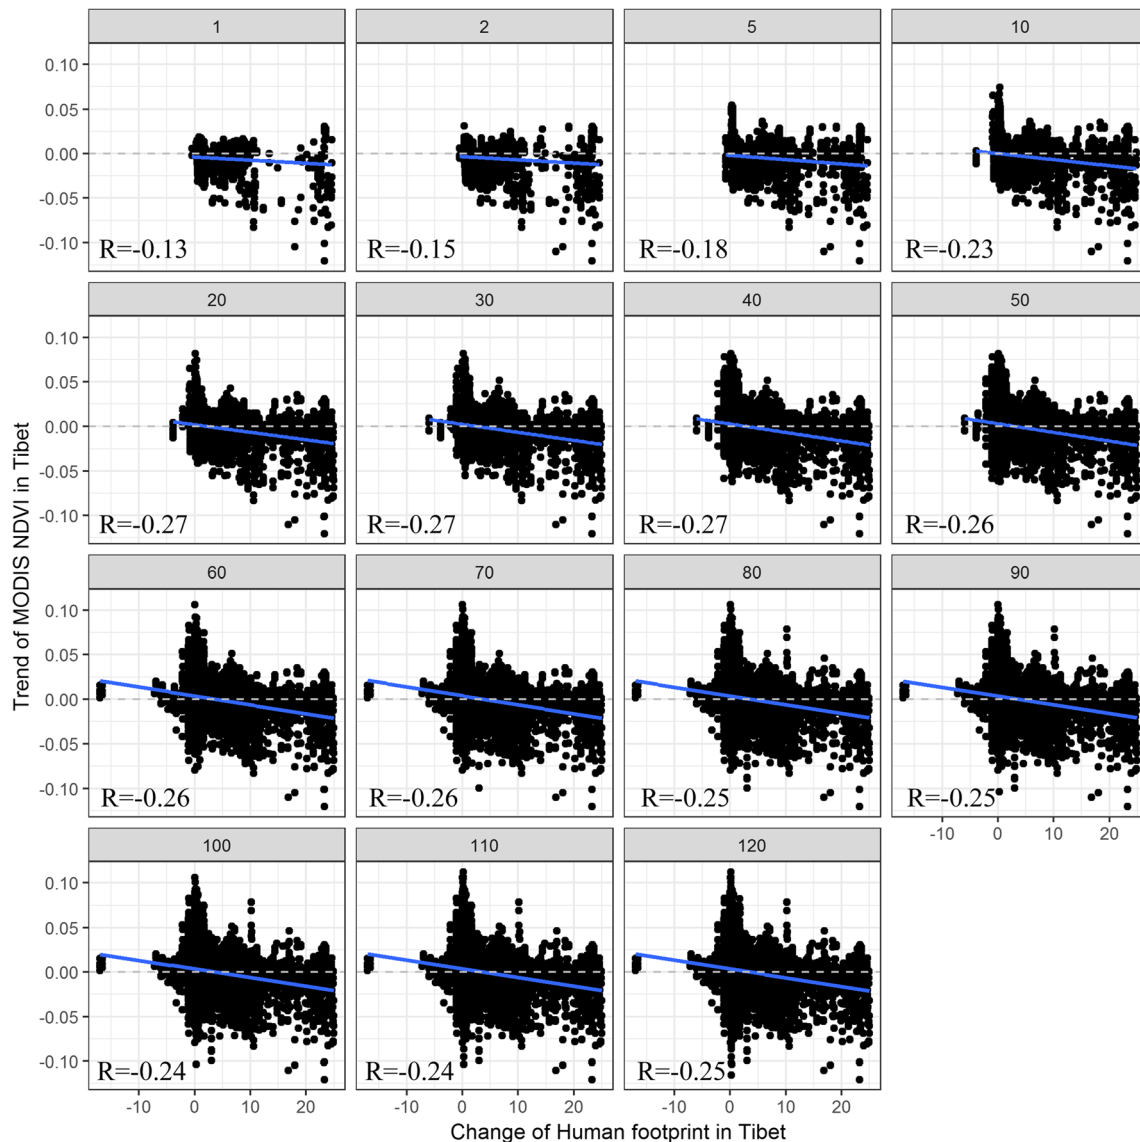 1 2 5 10
0.10
0.05
0.00
-0.05
-0.10
R=-0.13 R=-0.15 R=-0.18 R=-0.23
20 30 40 50
0.10
0.05
0.00
-0.05
-0.10
R=-0.27 R=-0.27 R=-0.27 R=-0.26
Trend of MODIS NDVI in Tibet
60 70 80 90
0.10
0.05
0.00
-0.05
-0.10
R=-0.26 R=-0.26 R=-0.25 R=-0.25
-10 0 10 20
100 110 120
0.10
0.05
0.00
-0.05
-0.10
R=-0.24 R=-0.24 R=-0.25
-10 0 10 20 -10 0 10 20 -10 0 10 20
Change of Human footprint in Tibet